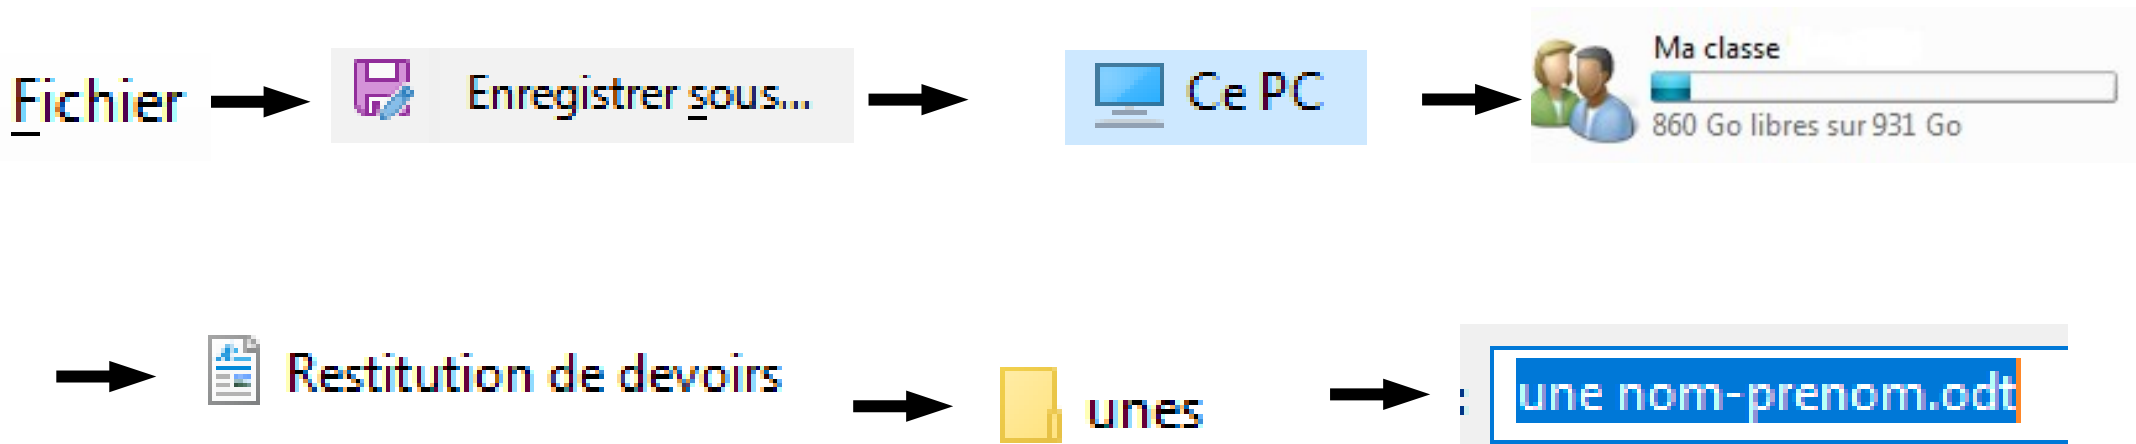 Fichier
Enregistrer sous...
Ce PC
Ma classe
860 Go libres sur 931 Go
Restitution de devoirs
unes
: une nom-prenom.odt